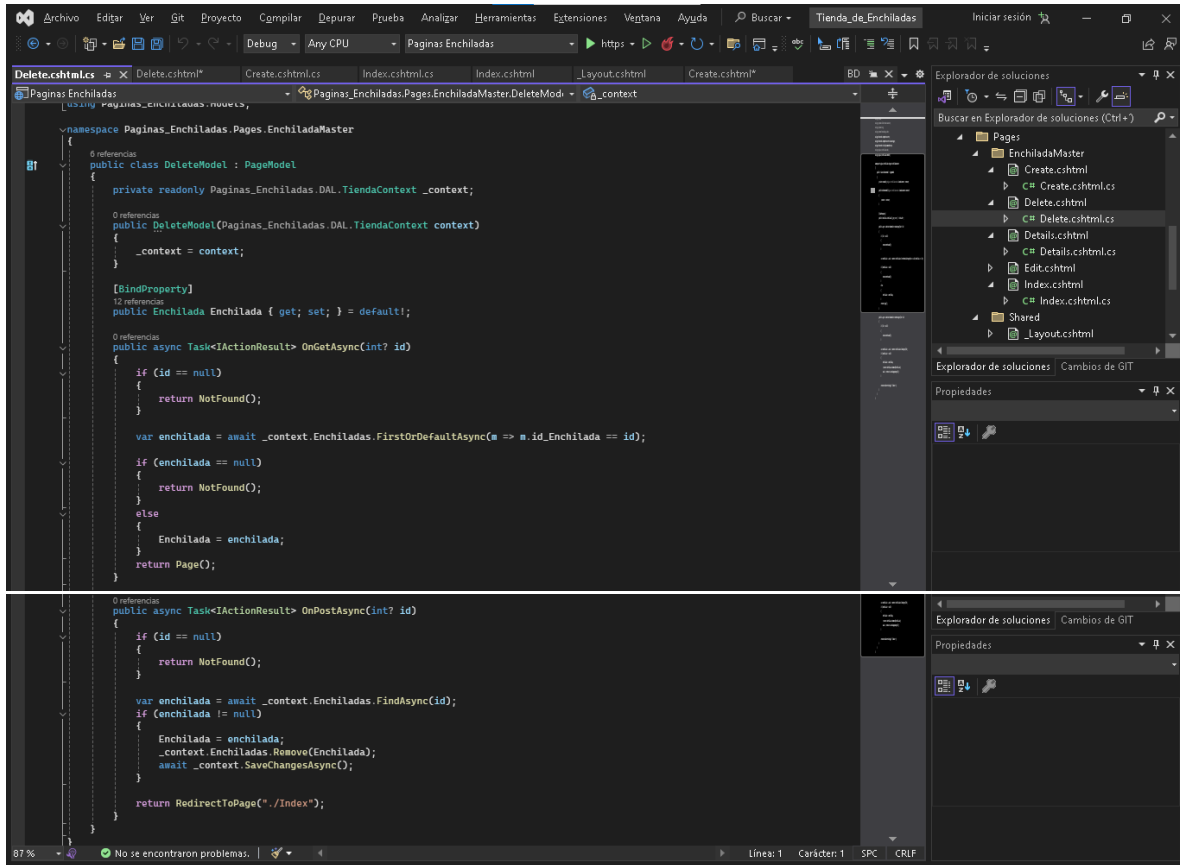 Archivo Editar Ver Git Proyecto Compilar Depurar Prueba Analizar Herramientas Extensiones Ventana Ayuda Buscar Tienda_de_Enchiladas Iniciar sesión
Debug Any CPU Paginas Enchiladas https
Delete.cshtml.cs Delete.cshtml* Create.cshtml.cs Index.cshtml.cs Index.cshtml _Layout.cshtml Create.cshtml* BD
Paginas Enchiladas Paginas_Enchiladas.Pages.EnchiladaMaster.DeleteMode _context
using Paginas_Enchiladas.Models;
namespace Paginas_Enchiladas.Pages.EnchiladaMaster
{
6 referencias
public class DeleteModel : PageModel
{
private readonly Paginas_Enchiladas.DAL.TiendaContext _context;
0 referencias
public DeleteModel(Paginas_Enchiladas.DAL.TiendaContext context)
{
_context = context;
}
[BindProperty]
12 referencias
public Enchilada Enchilada { get; set; } = default!;
0 referencias
public async Task<IActionResult> OnGetAsync(int? id)
{
if (id == null)
{
return NotFound();
}
var enchilada = await _context.Enchiladas.FirstOrDefaultAsync(m => m.id_Enchilada == id);
if (enchilada == null)
{
return NotFound();
}
else
{
Enchilada = enchilada;
}
return Page();
}
Explorador de soluciones
Buscar en Explorador de soluciones (Ctrl+¨)
Pages
EnchiladaMaster
Create.cshtml
C# Create.cshtml.cs
Delete.cshtml
C# Delete.cshtml.cs
Details.cshtml
C# Details.cshtml.cs
Edit.cshtml
Index.cshtml
C# Index.cshtml.cs
Shared
_Layout.cshtml
Explorador de soluciones Cambios de GIT
Propiedades
0 referencias
public async Task<IActionResult> OnPostAsync(int? id)
{
if (id == null)
{
return NotFound();
}
var enchilada = await _context.Enchiladas.FindAsync(id);
if (enchilada != null)
{
Enchilada = enchilada;
_context.Enchiladas.Remove(Enchilada);
await _context.SaveChangesAsync();
}
return RedirectToPage("./Index");
}
}
}
Explorador de soluciones Cambios de GIT
Propiedades
87 % No se encontraron problemas. Línea: 1 Carácter: 1 SPC CRLF